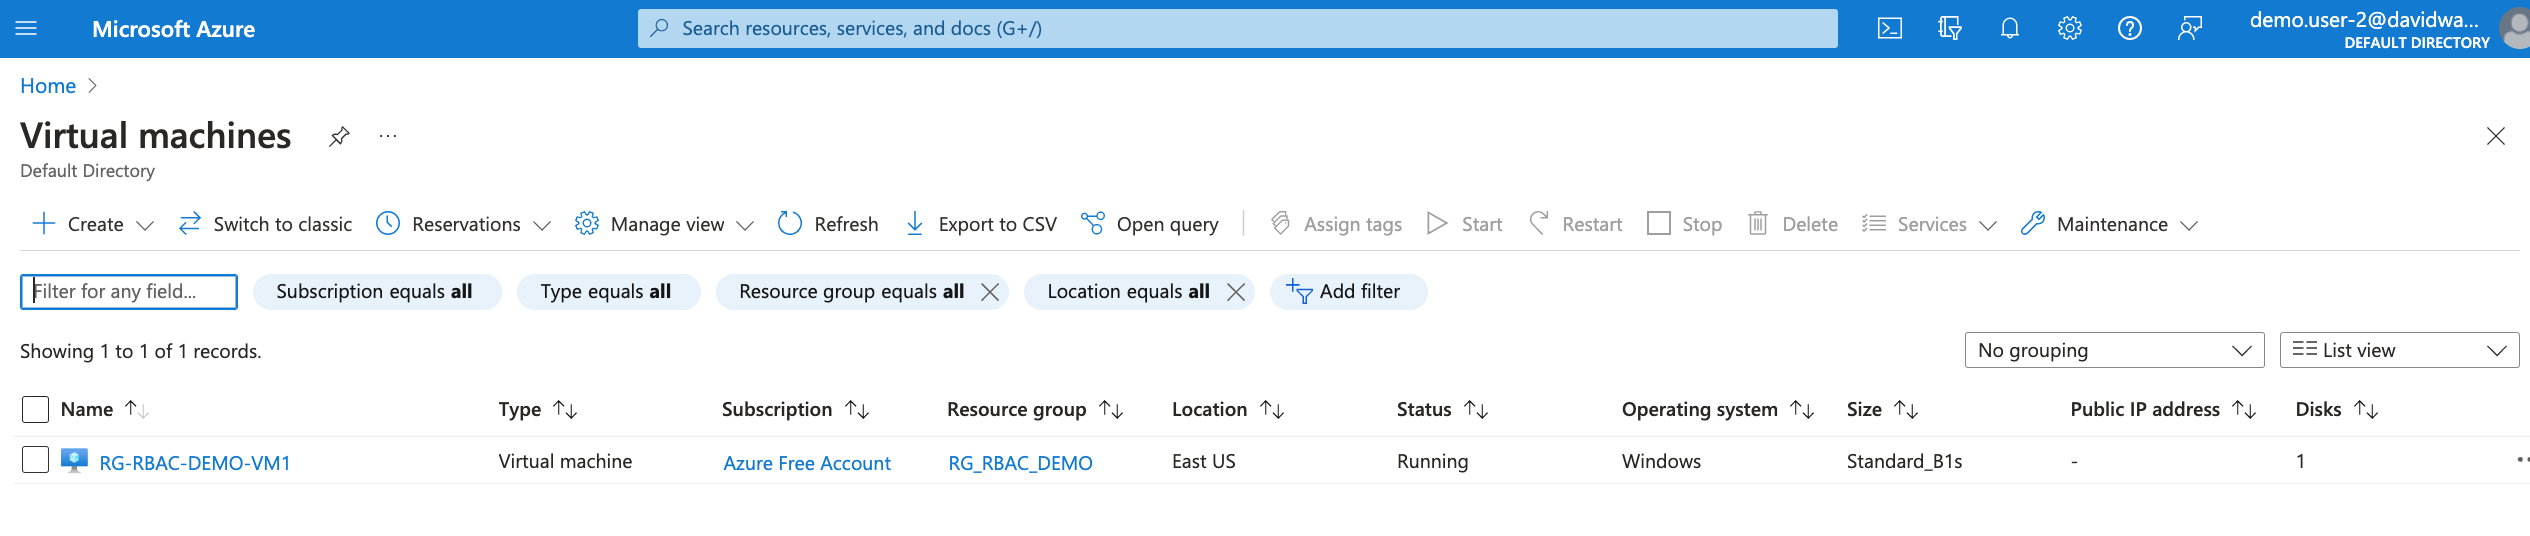 Microsoft Azure
Search resources, services, and docs (G+/)
demo.user-2@davidwa...
DEFAULT DIRECTORY
Home
Virtual machines
Default Directory
Create Switch to classic Reservations Manage view Refresh Export to CSV Open query Assign tags Start Restart Stop Delete Services Maintenance
Filter for any field... Subscription equals all Type equals all Resource group equals all Location equals all Add filter
Showing 1 to 1 of 1 records. No grouping List view
Name Type Subscription Resource group Location Status Operating system Size Public IP address Disks
RG-RBAC-DEMO-VM1 Virtual machine Azure Free Account RG_RBAC_DEMO East US Running Windows Standard_B1s - 1